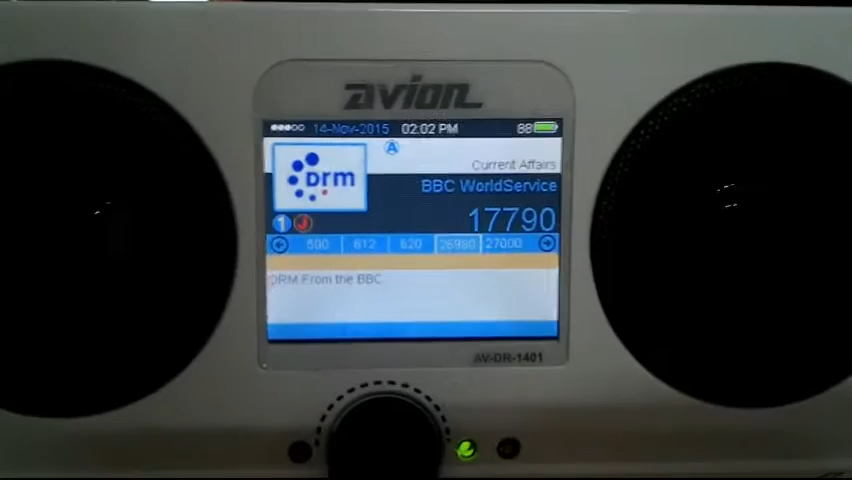 avion
14-Nov-2015 02:02 PM 88
A
Drm
Current Affairs
BBC WorldService
17790
1 J
500 612 620 26980 27000
DRM From the BBC
AV-DR-1401